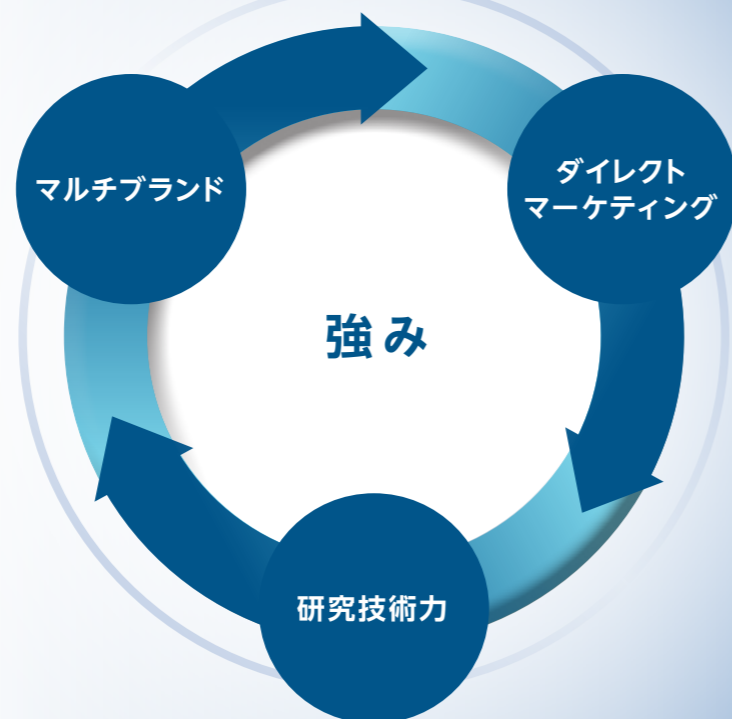 マルチブランド
ダイレクト
マーケティング
強み
研究技術力